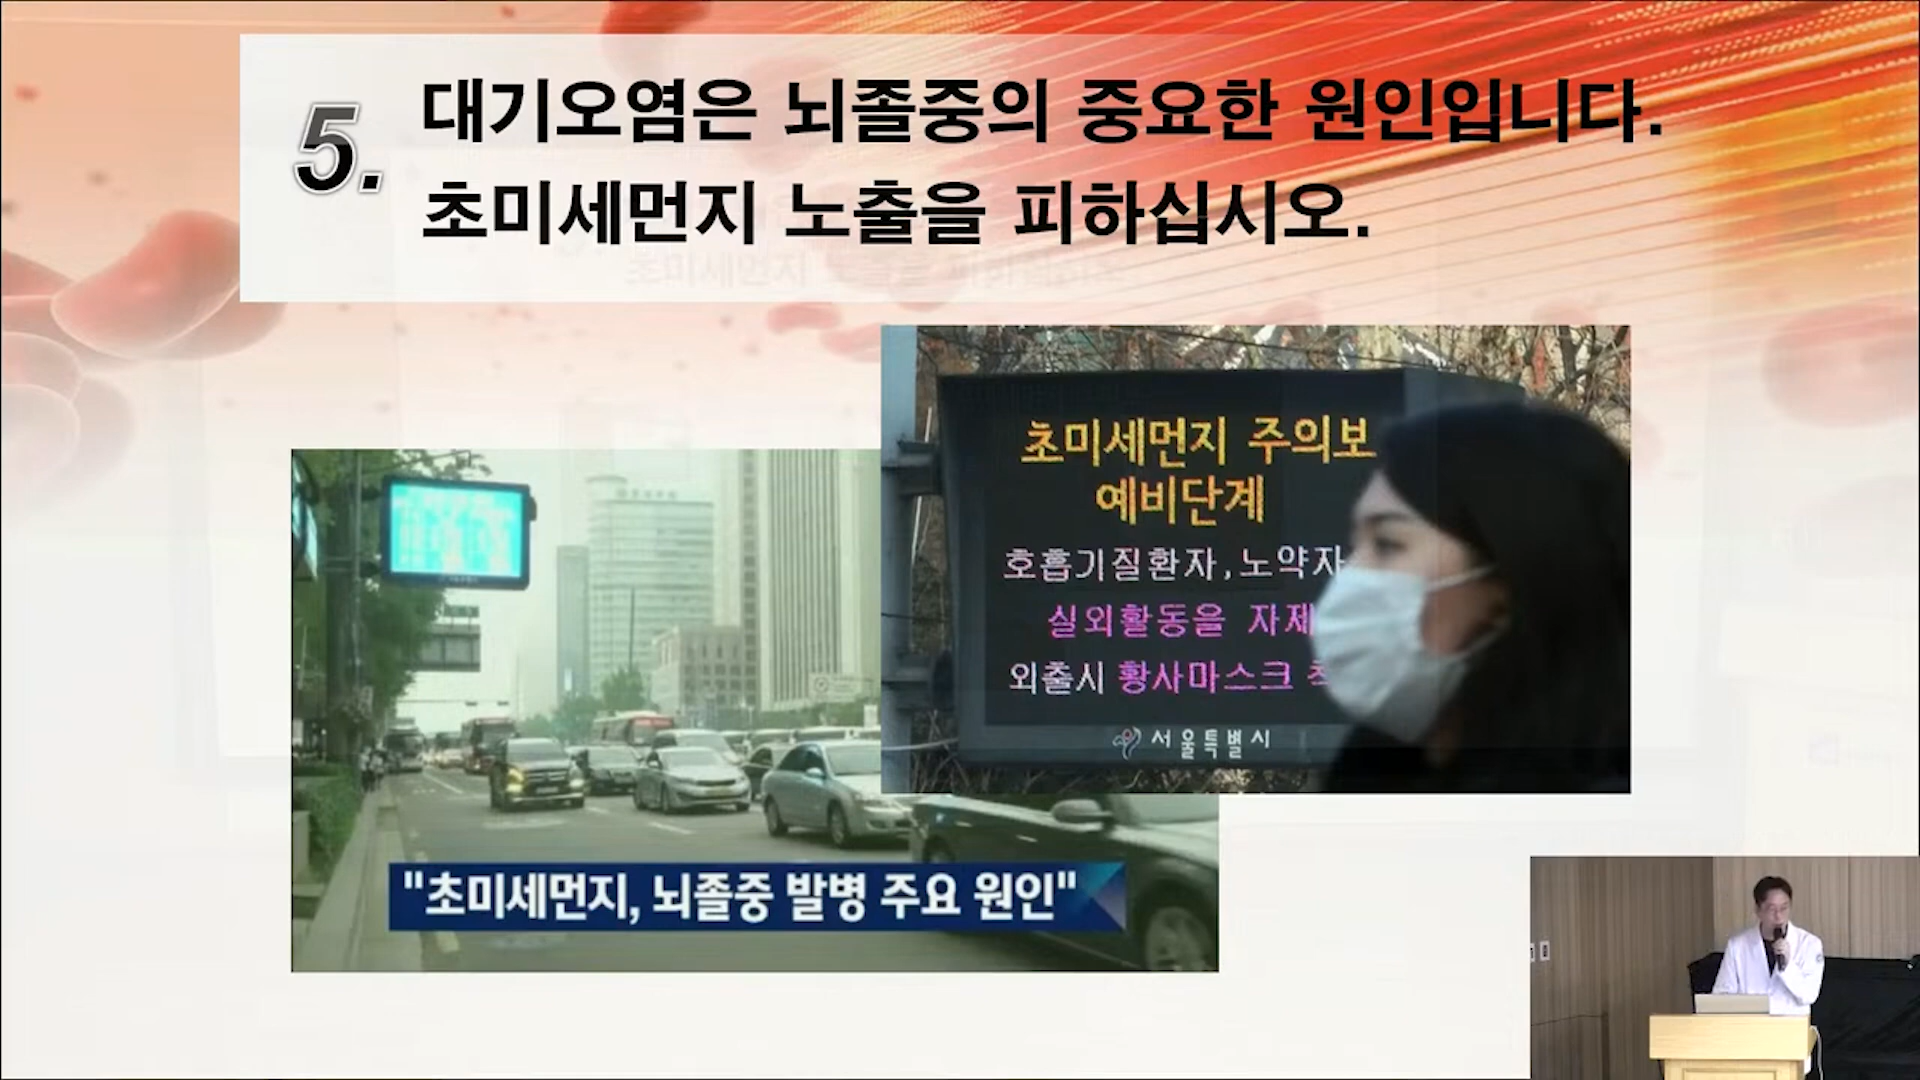 5.
대기오염은 뇌졸중의 중요한 원인입니다.
초미세먼지 노출을 피하십시오.
초미세먼지 주의보
예비단계
호흡기질환자,노약자
실외활동을 자제
외출시 황사마스크
서울특별시
"초미세먼지, 뇌졸중 발병 주요 원인"